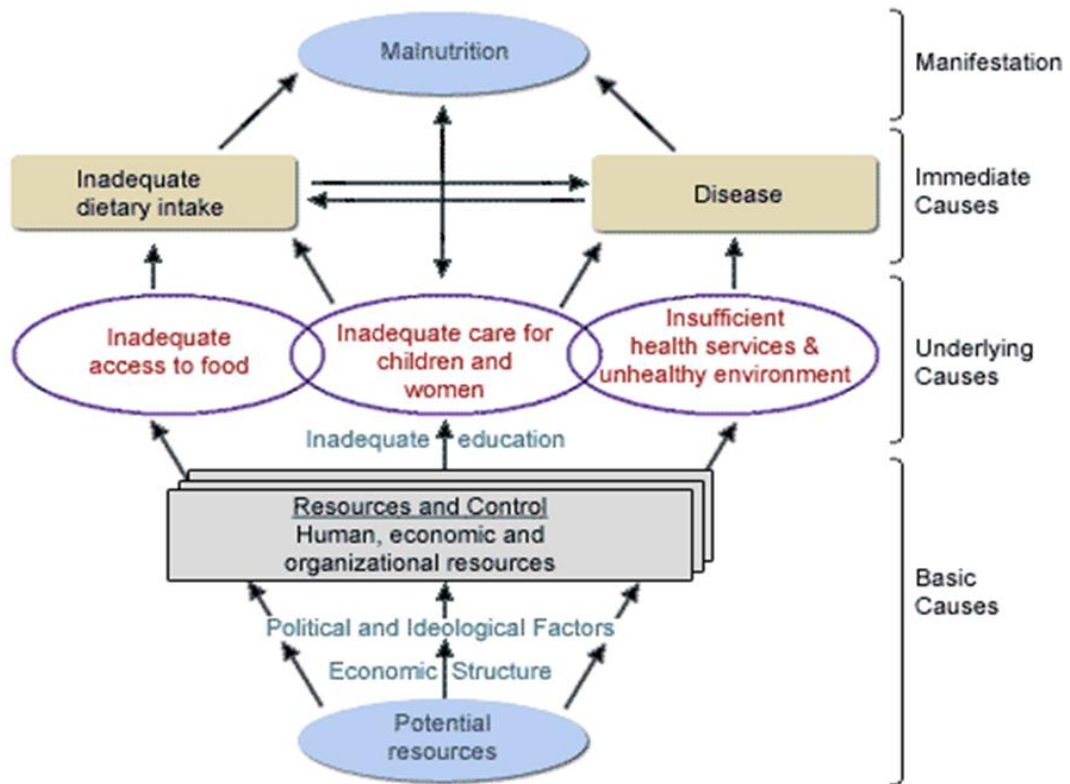 Malnutrition
Manifestation
Inadequate
dietary intake
Disease
Immediate
Causes
Inadequate
access to food
Inadequate care for
children and
women
Insufficient
health services &
unhealthy environment
Underlying
Causes
Inadequate education
Resources and Control
Human, economic and
organizational resources
Basic
Causes
Political and Ideological Factors
Economic Structure
Potential
resources